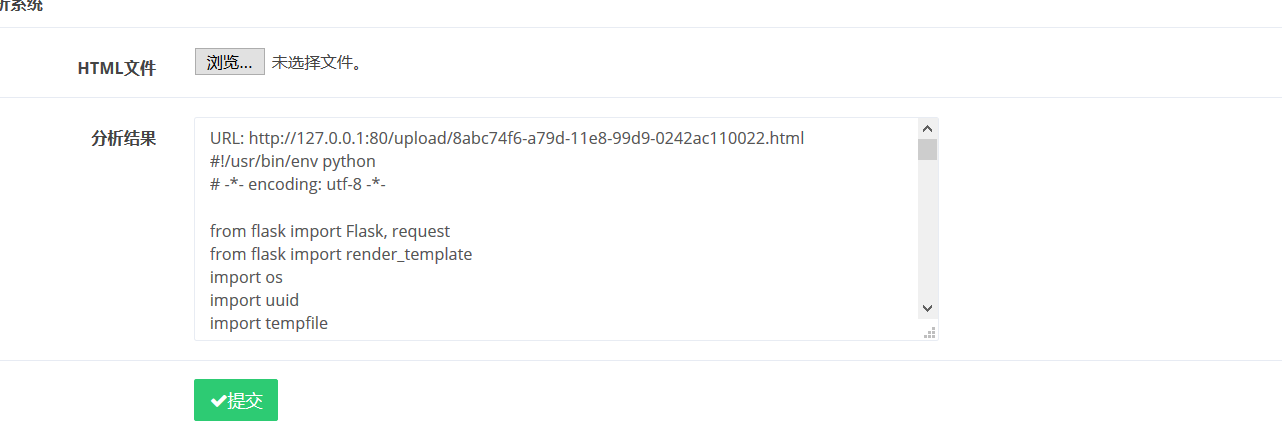 析系统
HTML文件
浏览... 未选择文件。
分析结果
URL: http://127.0.0.1:80/upload/8abc74f6-a79d-11e8-99d9-0242ac110022.html
#!/usr/bin/env python
# -*- encoding: utf-8 -*-
from flask import Flask, request
from flask import render_template
import os
import uuid
import tempfile
提交